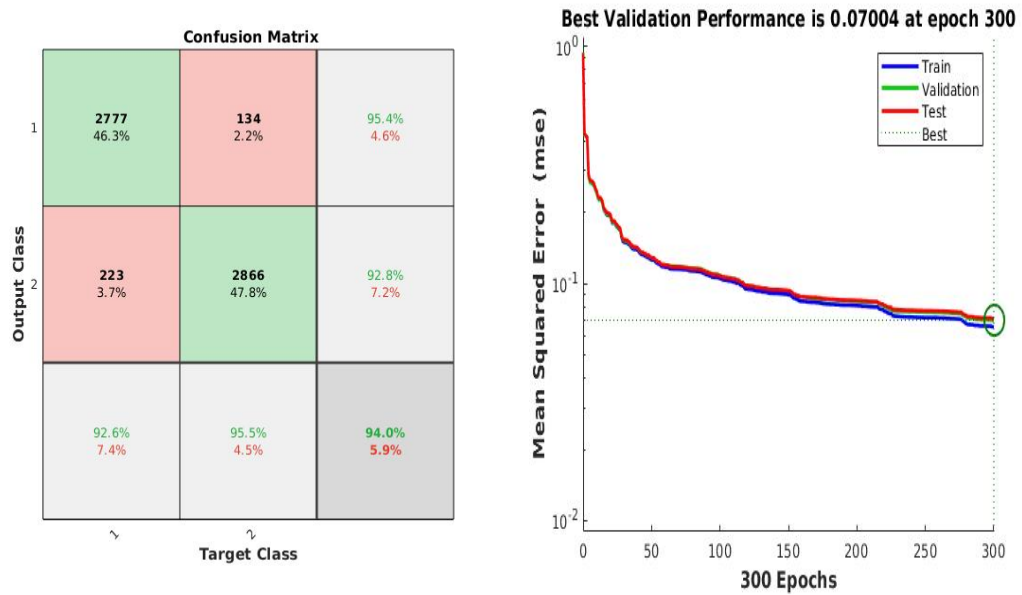 Confusion Matrix
1
2777
46.3%
134
2.2%
95.4%
4.6%
2
223
3.7%
2866
47.8%
92.8%
7.2%
92.6%
7.4%
95.5%
4.5%
94.0%
5.9%
1
2
Output Class
Target Class
Best Validation Performance is 0.07004 at epoch 300
Train
Validation
Test
Best
Mean Squared Error (mse)
10^0
10^-1
10^-2
0 50 100 150 200 250 300
300 Epochs